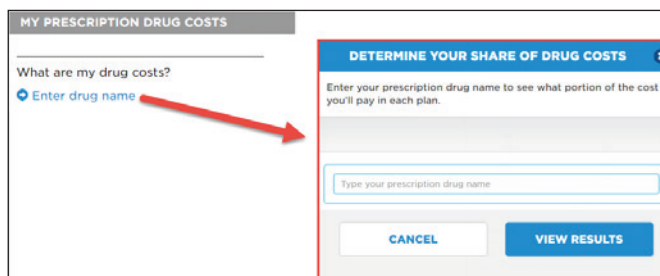 MY PRESCRIPTION DRUG COSTS
What are my drug costs?
Enter drug name
DETERMINE YOUR SHARE OF DRUG COSTS
Enter your prescription drug name to see what portion of the cost
you'll pay in each plan.
Type your prescription drug name
CANCEL
VIEW RESULTS